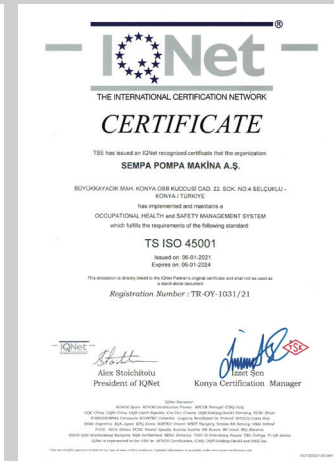 IQNet ®
THE INTERNATIONAL CERTIFICATION NETWORK
CERTIFICATE
TSE has issued an IQNet recognized certificate that the organization:
SEMPA POMPA MAKİNA A.Ş.
BÜYÜKKAYACIK MAH. KONYA OSB KUDDUSİ CAD. 22. SOK. NO:4 SELÇUKLU -
KONYA / TÜRKİYE
has implemented and maintains a
OCCUPATIONAL HEALTH and SAFETY MANAGEMENT SYSTEM
which fulfills the requirements of the following standard
TS ISO 45001
Issued on: 06-01-2021
Expires on: 06-01-2024
This attestation is directly linked to the IQNet Partner's original certificate and shall not be used as
a stand-alone document
Registration Number : TR-OY-1031/21
IQNet
TSE
Alex Stoichitoiu
President of IQNet
İzzet Şen
Konya Certification Manager
IQNet Partners*: